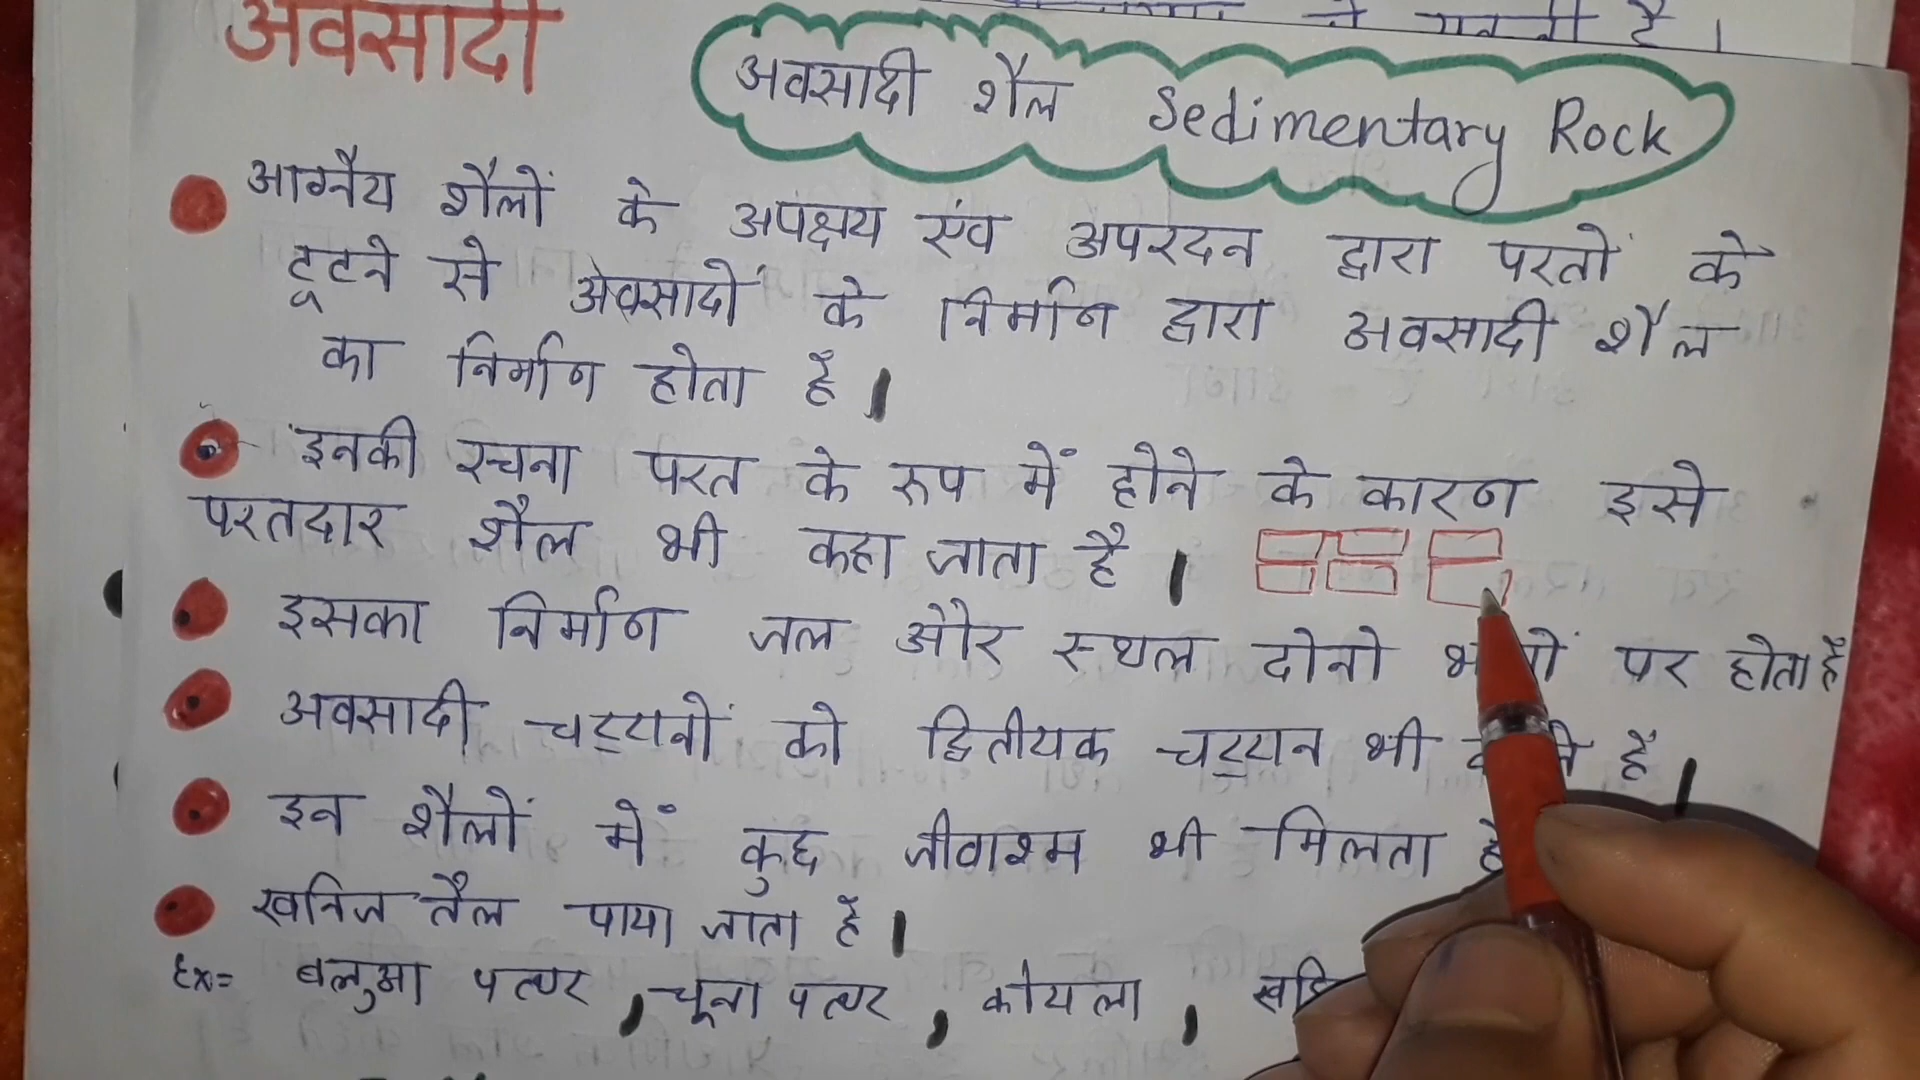 अवसादी
अवसादी शैल Sedimentary Rock
आग्नैय शैलों के अपक्षय एंव अपरदन द्वारा परतों के
टूटने से अवसादों के निर्माण द्वारा अवसादी शैल
का निर्माण होता है।
इनकी रचना परत के रूप में होने के कारण इसे
परतदार शैल भी कहा जाता है।
इसका निर्माण जल और स्थल दोनो पर होता है
अवसादी चट्टानों को द्वितीयक चट्टान भी है।
इन शैलों में कुछ जीवाश्म भी मिलता है
खनिज तैल पाया जाता है।
Ex= बलुआ पत्थर, चूना पत्थर, कोयला,